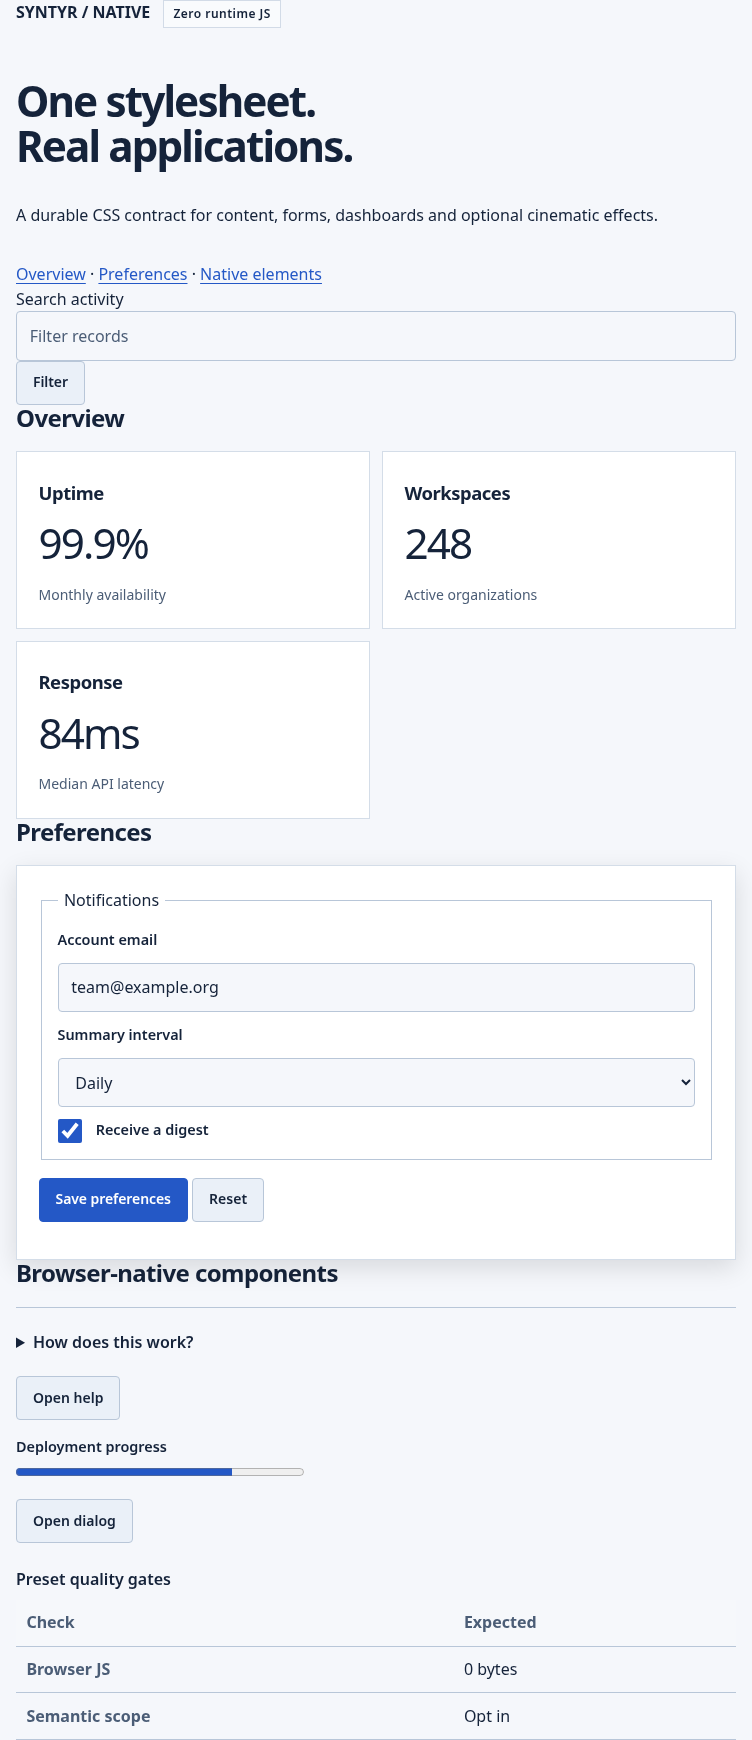 SYNTYR / NATIVE Zero runtime JS
One stylesheet.
Real applications.
A durable CSS contract for content, forms, dashboards and optional cinematic effects.
Overview · Preferences · Native elements
Search activity
Filter records
Filter
Overview
Uptime
99.9%
Monthly availability
Workspaces
248
Active organizations
Response
84ms
Median API latency
Preferences
Notifications
Account email
team@example.org
Summary interval
Daily
Receive a digest
Save preferences Reset
Browser-native components
How does this work?
Open help
Deployment progress
Open dialog
Preset quality gates
Check Expected
Browser JS 0 bytes
Semantic scope Opt in